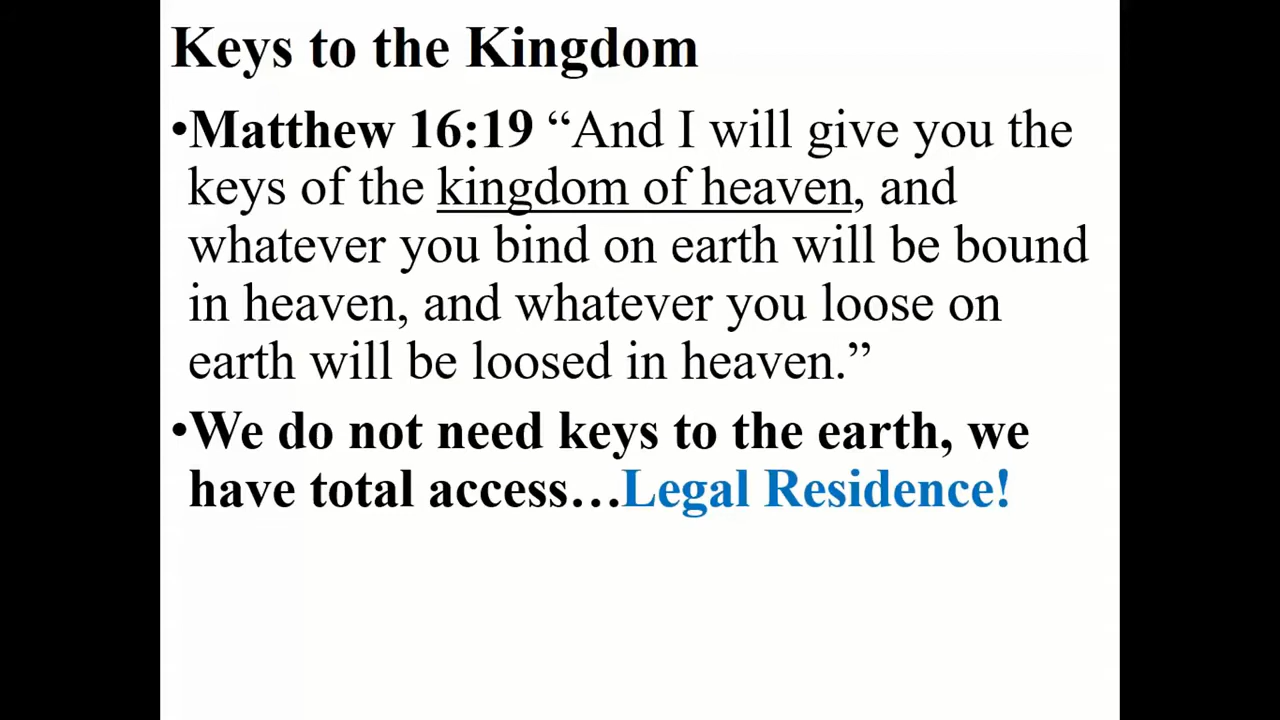 Keys to the Kingdom
•Matthew 16:19 “And I will give you the
keys of the kingdom of heaven, and
whatever you bind on earth will be bound
in heaven, and whatever you loose on
earth will be loosed in heaven.”
•We do not need keys to the earth, we
have total access…Legal Residence!